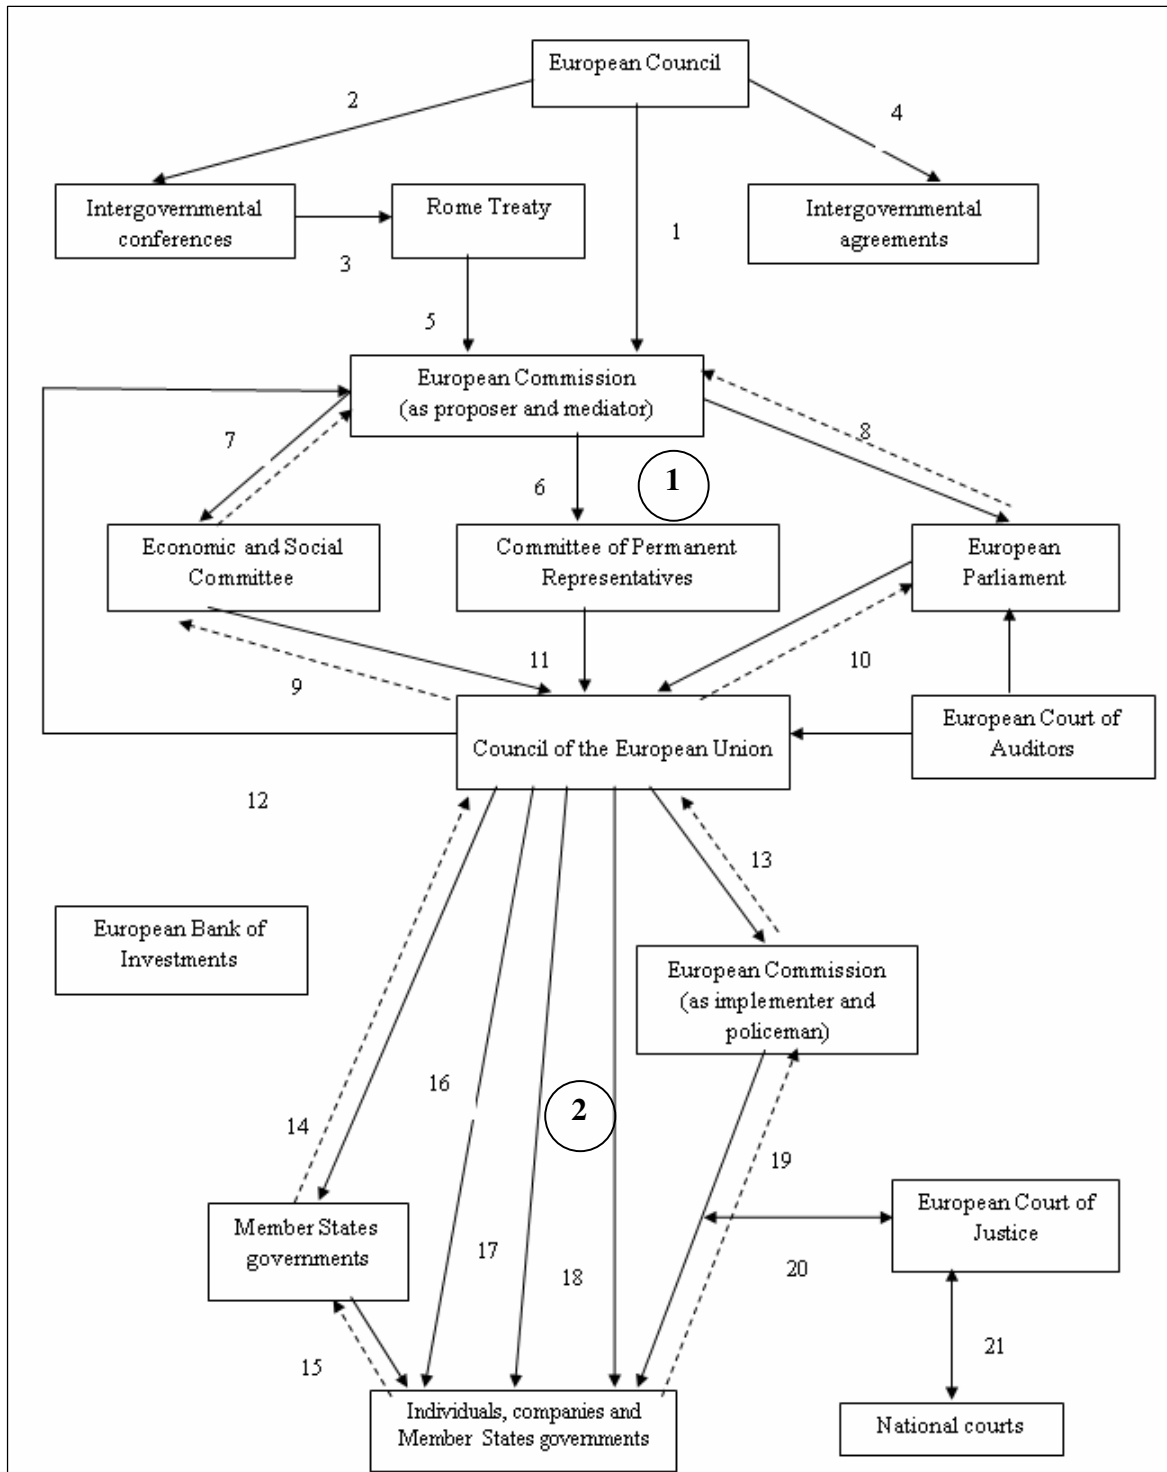 European Council
2
4
Intergovernmental
conferences
Rome Treaty
Intergovernmental
agreements
1
3
5
European Commission
(as proposer and mediator)
7
8
6
1
Economic and Social
Committee
Committee of Permanent
Representatives
European
Parliament
9
11
10
European Court of
Auditors
Council of the European Union
12
13
European Bank of
Investments
European Commission
(as implementer and
policeman)
16
2
14
19
Member States
governments
European Court of
Justice
17
18
20
15
21
Individuals, companies and
Member States governments
National courts